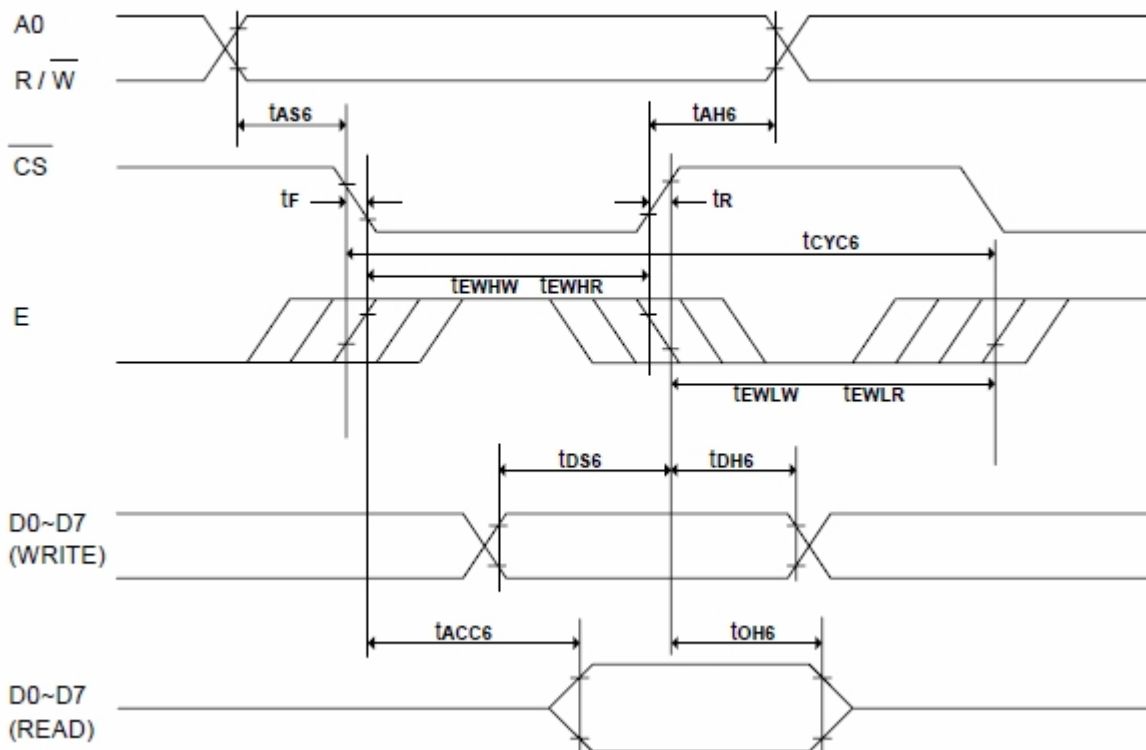 A0
R / W
tAS6
tAH6
CS
tF
tR
tCYC6
tEWHW tEWHR
E
tEWLW tEWLR
tDS6
tDH6
D0~D7
(WRITE)
tACC6
tOH6
D0~D7
(READ)